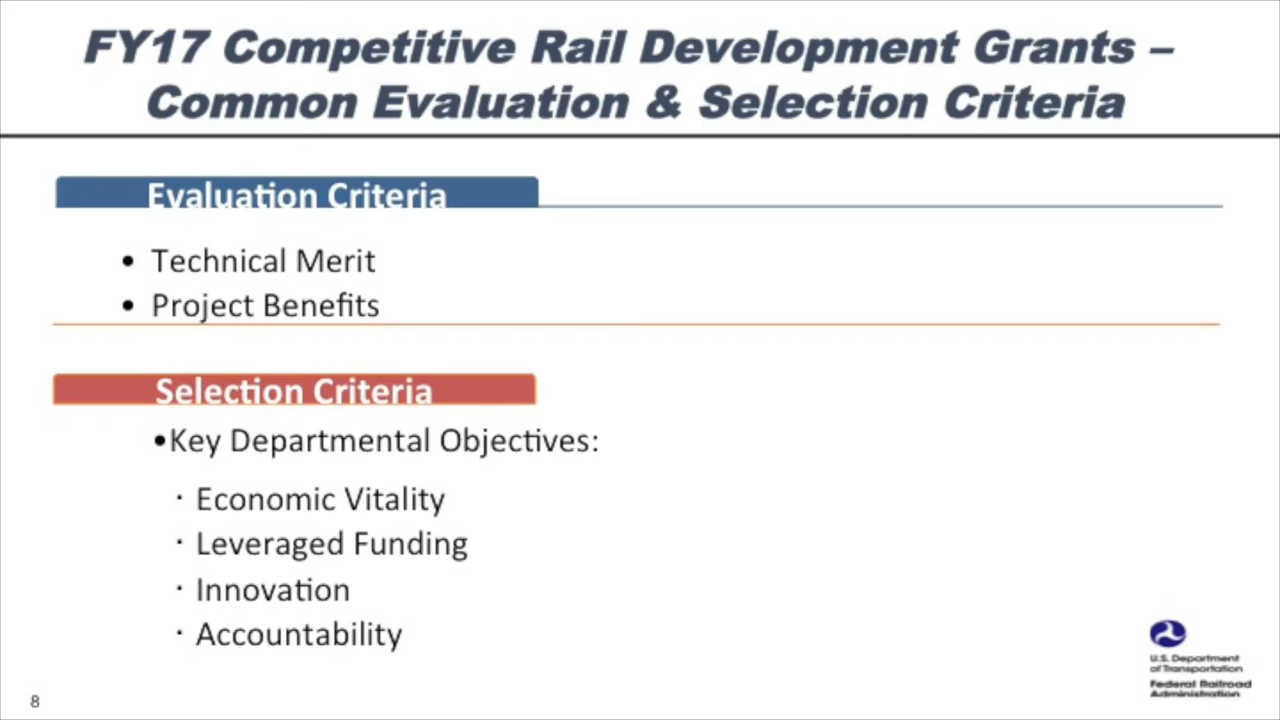 FY17 Competitive Rail Development Grants –
Common Evaluation & Selection Criteria
Evaluation Criteria
• Technical Merit
• Project Benefits
Selection Criteria
•Key Departmental Objectives:
· Economic Vitality
· Leveraged Funding
· Innovation
· Accountability
U.S. Department
of Transportation
Federal Railroad
Administration
8